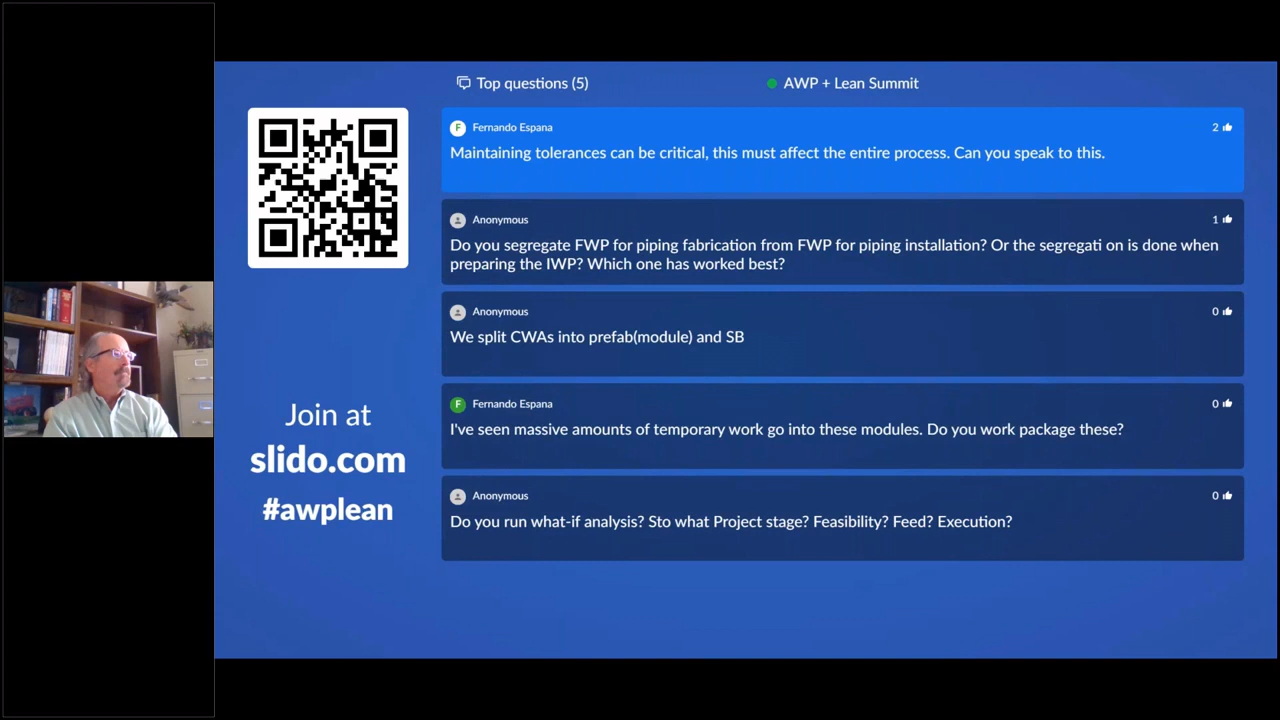 Top questions (5)
AWP + Lean Summit
F
Fernando Espana
2
Maintaining tolerances can be critical, this must affect the entire process. Can you speak to this.
Anonymous
1
Do you segregate FWP for piping fabrication from FWP for piping installation? Or the segregati on is done when
preparing the IWP? Which one has worked best?
Anonymous
0
We split CWAs into prefab(module) and SB
F
Fernando Espana
0
I've seen massive amounts of temporary work go into these modules. Do you work package these?
Anonymous
0
Do you run what-if analysis? Sto what Project stage? Feasibility? Feed? Execution?
Join at
slido.com
#awplean